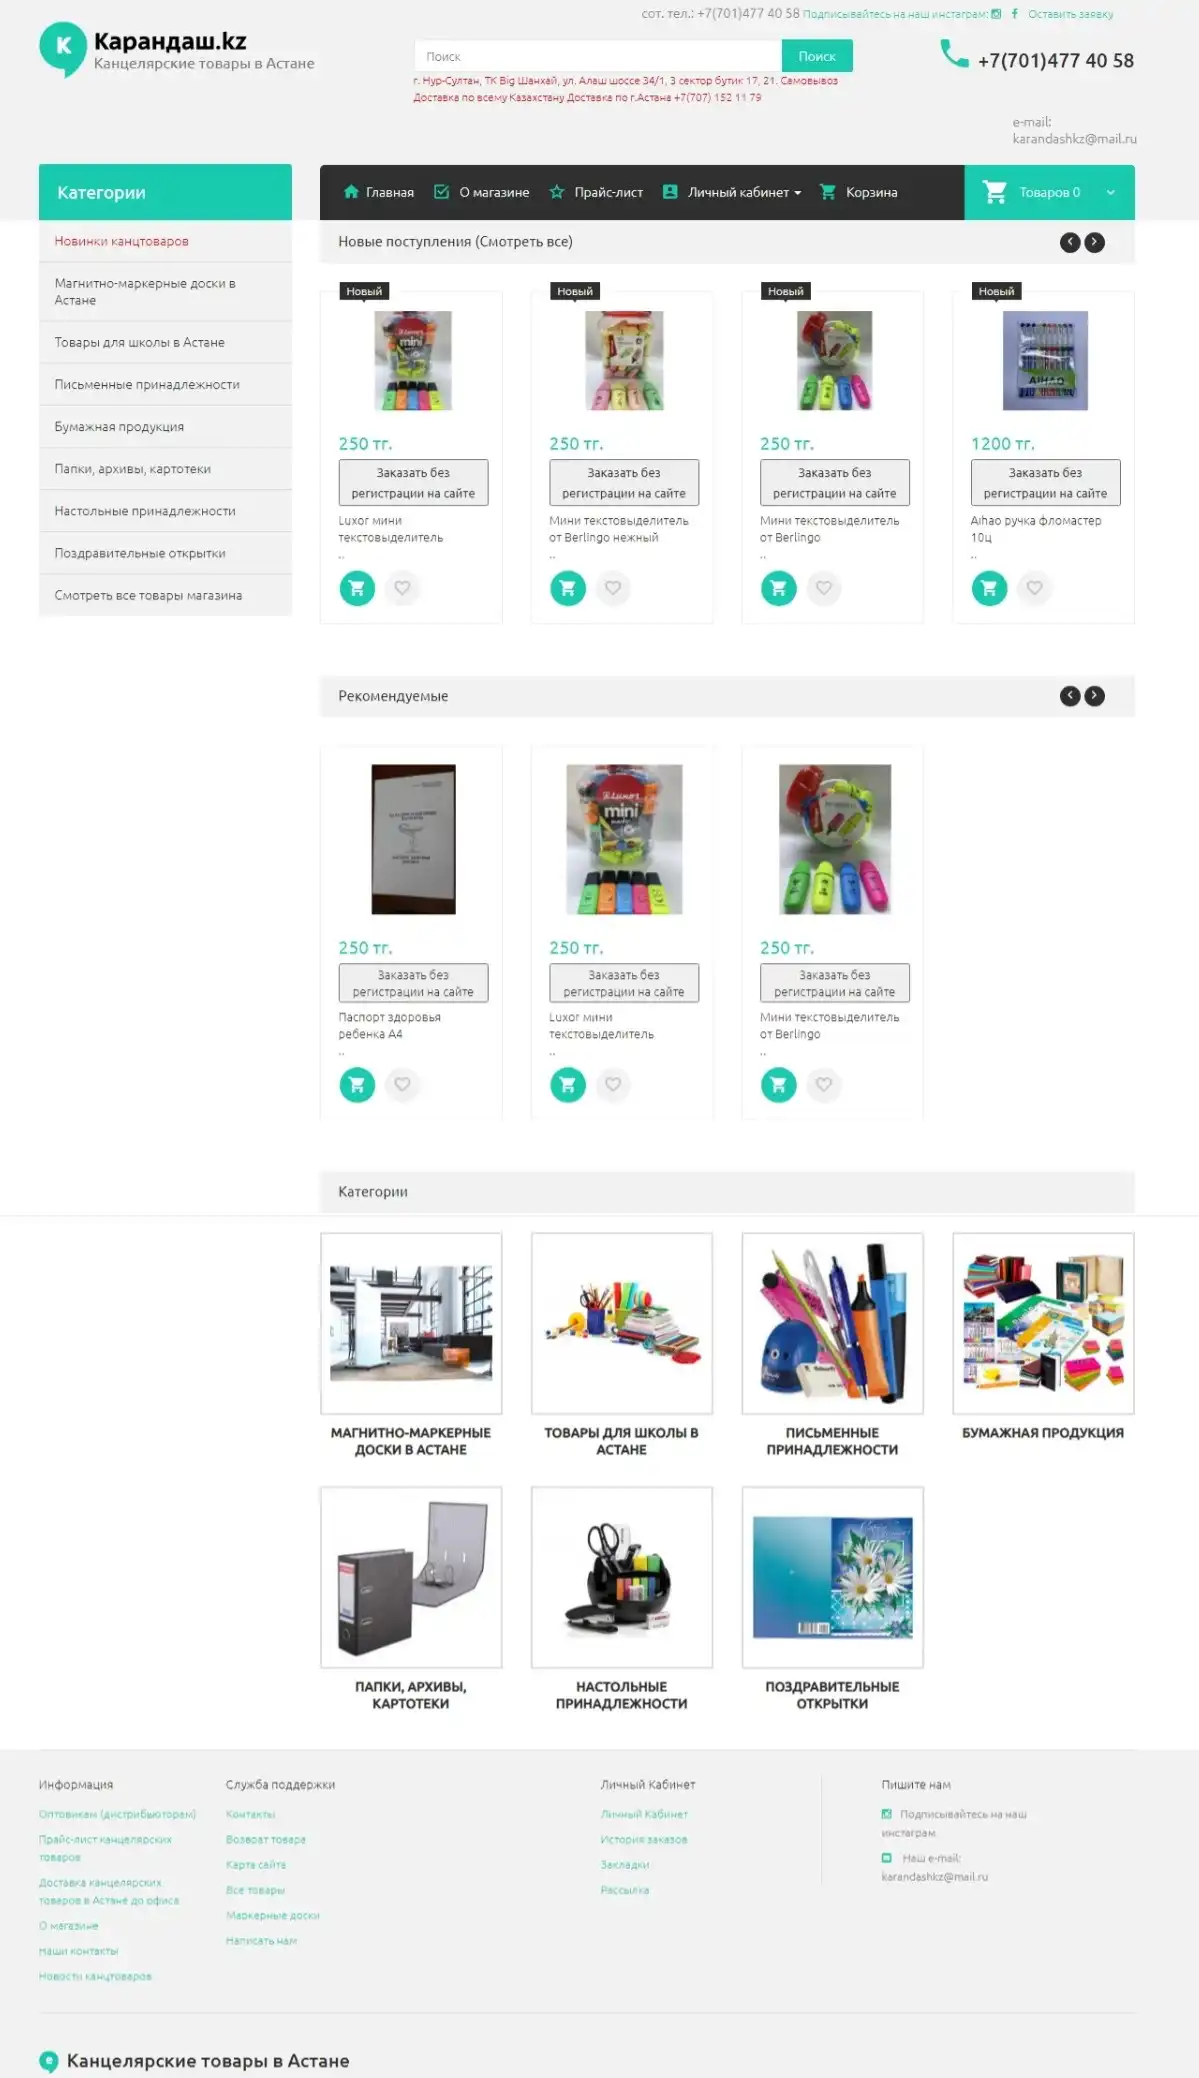 сот. тел.: +7(701)477 40 58 Подписывайтесь на наш инстаграм: Оставить заявку
Карандаш.kz
Канцелярские товары в Астане
Поиск
Поиск
г. Нур-Султан, ТК Big Шанхай, ул. Алаш шоссе 34/1, 3 сектор бутик 17, 21. Самовывоз
Доставка по всему Казахстану Доставка по г.Астана +7(707) 152 11 79
+7(701)477 40 58
e-mail:
karandashkz@mail.ru
Категории
Главная О магазине Прайс-лист Личный кабинет Корзина
Товаров 0
Новинки канцтоваров
Магнитно-маркерные доски в
Астане
Товары для школы в Астане
Письменные принадлежности
Бумажная продукция
Папки, архивы, картотеки
Настольные принадлежности
Поздравительные открытки
Смотреть все товары магазина
Новые поступления (Смотреть все)
Новый
250 тг.
Заказать без
регистрации на сайте
Luxor мини
текстовыделитель
..
Новый
250 тг.
Заказать без
регистрации на сайте
Мини текстовыделитель
от Berlingo нежный
..
Новый
250 тг.
Заказать без
регистрации на сайте
Мини текстовыделитель
от Berlingo
..
Новый
AIHAO
1200 тг.
Заказать без
регистрации на сайте
Aihao ручка фломастер
10ц
..
Рекомендуемые
250 тг.
Заказать без
регистрации на сайте
Паспорт здоровья
ребенка А4
..
Luxor
mini
250 тг.
Заказать без
регистрации на сайте
Luxor мини
текстовыделитель
..
250 тг.
Заказать без
регистрации на сайте
Мини текстовыделитель
от Berlingo
..
Категории
МАГНИТНО-МАРКЕРНЫЕ
ДОСКИ В АСТАНЕ
ТОВАРЫ ДЛЯ ШКОЛЫ В
АСТАНЕ
ПИСЬМЕННЫЕ
ПРИНАДЛЕЖНОСТИ
БУМАЖНАЯ ПРОДУКЦИЯ
ПАПКИ, АРХИВЫ,
КАРТОТЕКИ
НАСТОЛЬНЫЕ
ПРИНАДЛЕЖНОСТИ
ПОЗДРАВИТЕЛЬНЫЕ
ОТКРЫТКИ
Информация
Оптовикам (дистрибьюторам)
Прайс-лист канцелярских
товаров
Доставка канцелярских
товаров в Астане до офиса
О магазине
Наши контакты
Новости канцтоваров
Служба поддержки
Контакты
Возврат товара
Карта сайта
Все товары
Маркерные доски
Написать нам
Личный Кабинет
Личный Кабинет
История заказов
Закладки
Рассылка
Пишите нам
Подписывайтесь на наш
инстаграм
Наш e-mail:
karandashkz@mail.ru
Канцелярские товары в Астане